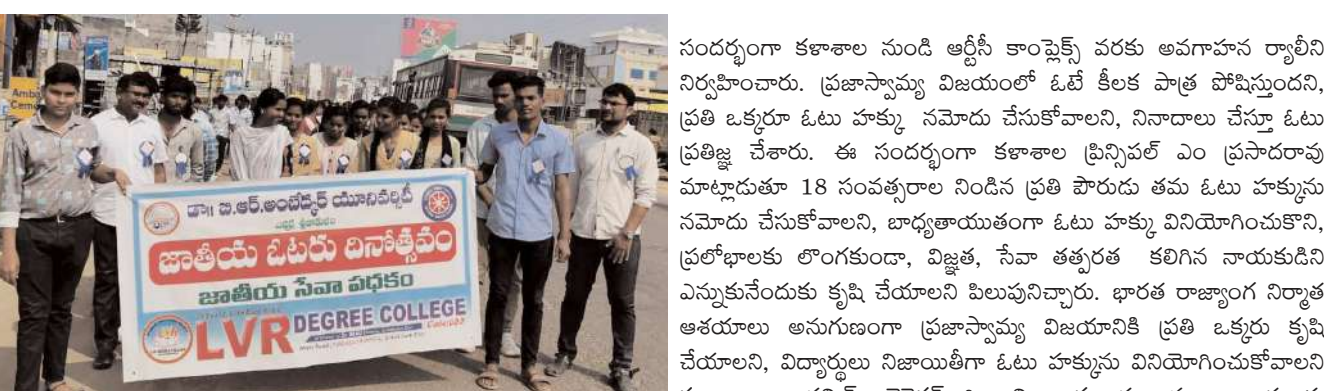 డా॥ బి.ఆర్.అంబేద్కర్ యూనివర్శిటీ
జాతీయ ఓటరు దినోత్సవం
జాతీయ సేవా పధకం
LVR DEGREE COLLEGE
సందర్భంగా కళాశాల నుండి ఆర్టీసీ కాంప్లెక్స్ వరకు అవగాహన ర్యాలీని
నిర్వహించారు. ప్రజాస్వామ్య విజయంలో ఓటే కీలక పాత్ర పోషిస్తుందని,
ప్రతి ఒక్కరూ ఓటు హక్కు నమోదు చేసుకోవాలని, నినాదాలు చేస్తూ ఓటు
ప్రతిజ్ఞ చేశారు. ఈ సందర్భంగా కళాశాల ప్రిన్సిపల్ ఎం ప్రసాదరావు
మాట్లాడుతూ 18 సంవత్సరాల నిండిన ప్రతి పౌరుడు తమ ఓటు హక్కును
నమోదు చేసుకోవాలని, బాధ్యతాయుతంగా ఓటు హక్కు వినియోగించుకొని,
ప్రలోభాలకు లొంగకుండా, విజ్ఞత, సేవా తత్పరత కలిగిన నాయకుడిని
ఎన్నుకునేందుకు కృషి చేయాలని పిలుపునిచ్చారు. భారత రాజ్యాంగ నిర్మాత
ఆశయాలు అనుగుణంగా ప్రజాస్వామ్య విజయానికి ప్రతి ఒక్కరు కృషి
చేయాలని, విద్యార్థులు నిజాయితీగా ఓటు హక్కును వినియోగించుకోవాలని